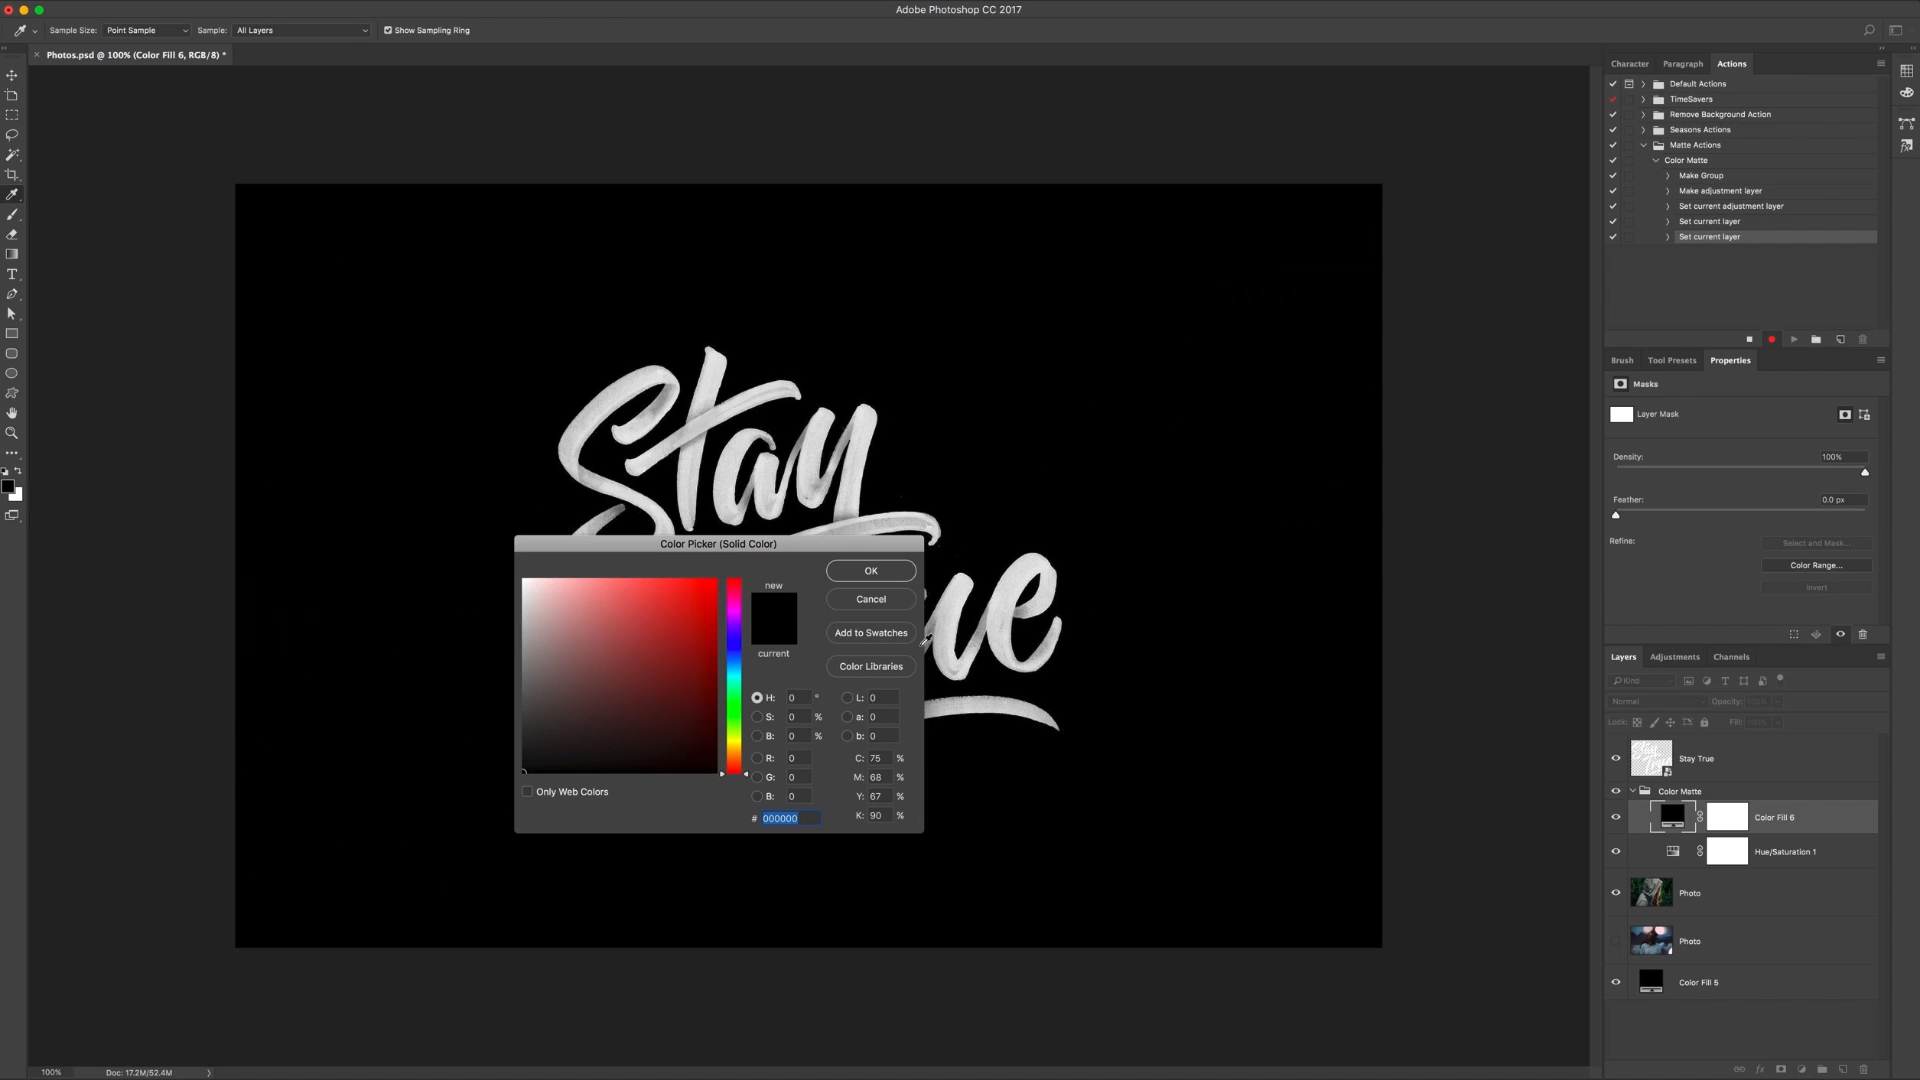 Adobe Photoshop CC 2017
Sample Size: Point Sample Sample: All Layers Show Sampling Ring
Photos.psd @ 100% (Color Fill 6, RGB/8) *
Character Paragraph Actions
Default Actions
TimeSavers
Remove Background Action
Seasons Actions
Matte Actions
Color Matte
Make Group
Make adjustment layer
Set current adjustment layer
Set current layer
Set current layer
Brush Tool Presets Properties
Masks
Layer Mask
Density: 100%
Feather: 0.0 px
Refine: Select and Mask...
Color Range...
Invert
Layers Adjustments Channels
Kind
Normal Opacity: 100%
Lock: Fill: 100%
Stay True
Color Matte
Color Fill 6
Hue/Saturation 1
Photo
Photo
Color Fill 5
Stay
ue
Color Picker (Solid Color)
new
current
OK
Cancel
Add to Swatches
Color Libraries
H: 0 ° L: 0
S: 0 % a: 0
B: 0 % b: 0
R: 0 C: 75 %
G: 0 M: 68 %
B: 0 Y: 67 %
# 000000 K: 90 %
Only Web Colors
100% Doc: 17.2M/52.4M